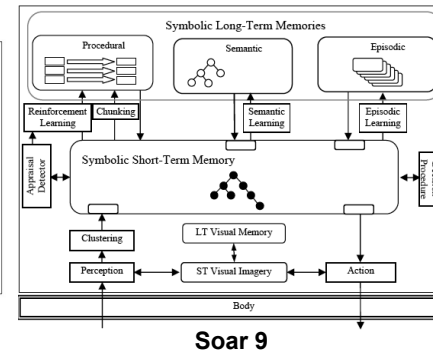 Symbolic Long-Term Memories
Procedural
Semantic
Episodic
Reinforcement
Learning
Chunking
Semantic
Learning
Episodic
Learning
Symbolic Short-Term Memory
Appraisal
Detector
Procedure
Clustering
LT Visual Memory
Perception
ST Visual Imagery
Action
Body
Soar 9